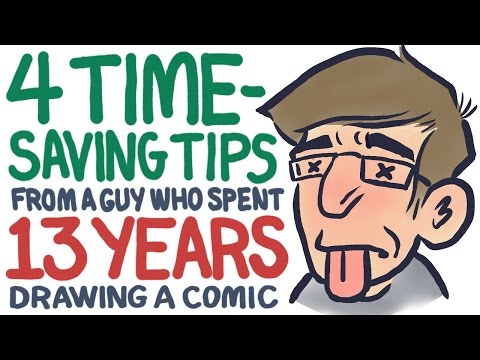 4 TIME-
SAVING TIPS
FROM A GUY WHO SPENT
13 YEARS
DRAWING A COMIC